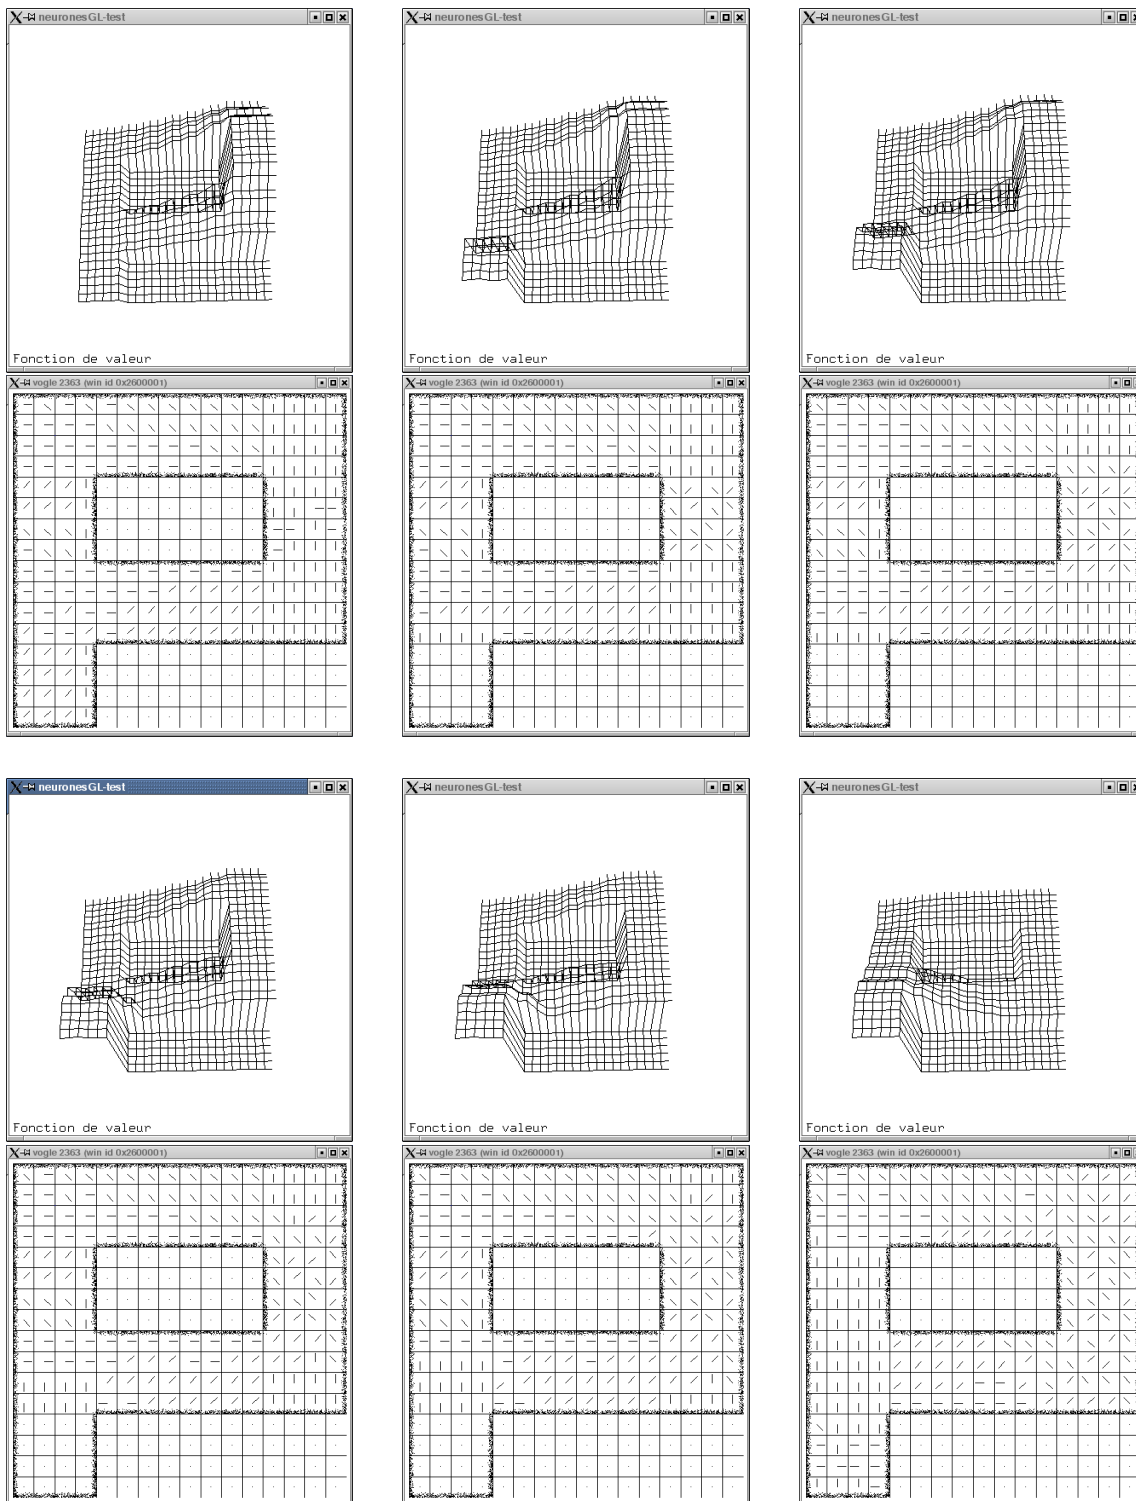 neuronesGL-test
neuronesGL-test
neuronesGL-test
Fonction de valeur
Fonction de valeur
Fonction de valeur
vogle 2363 (win id 0x2600001)
vogle 2363 (win id 0x2600001)
vogle 2363 (win id 0x2600001)
neuronesGL-test
neuronesGL-test
neuronesGL-test
Fonction de valeur
Fonction de valeur
Fonction de valeur
vogle 2363 (win id 0x2600001)
vogle 2363 (win id 0x2600001)
vogle 2363 (win id 0x2600001)